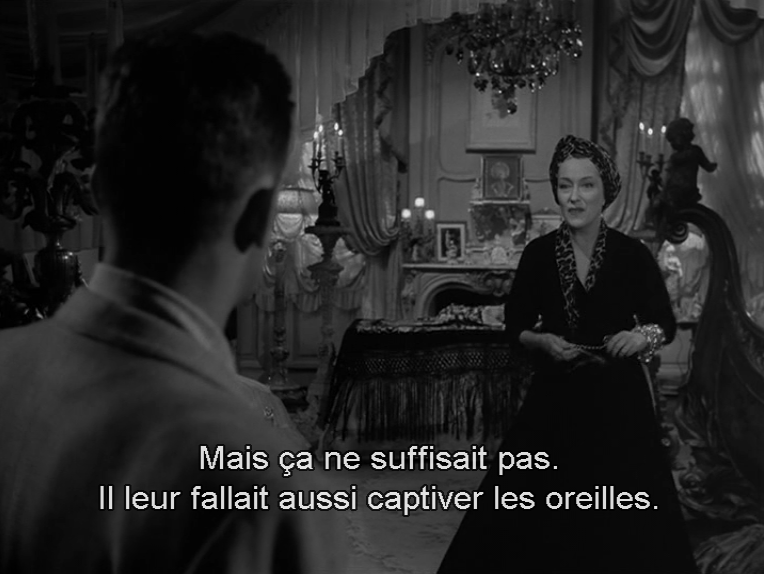 Mais ça ne suffisait pas.
Il leur fallait aussi captiver les oreilles.